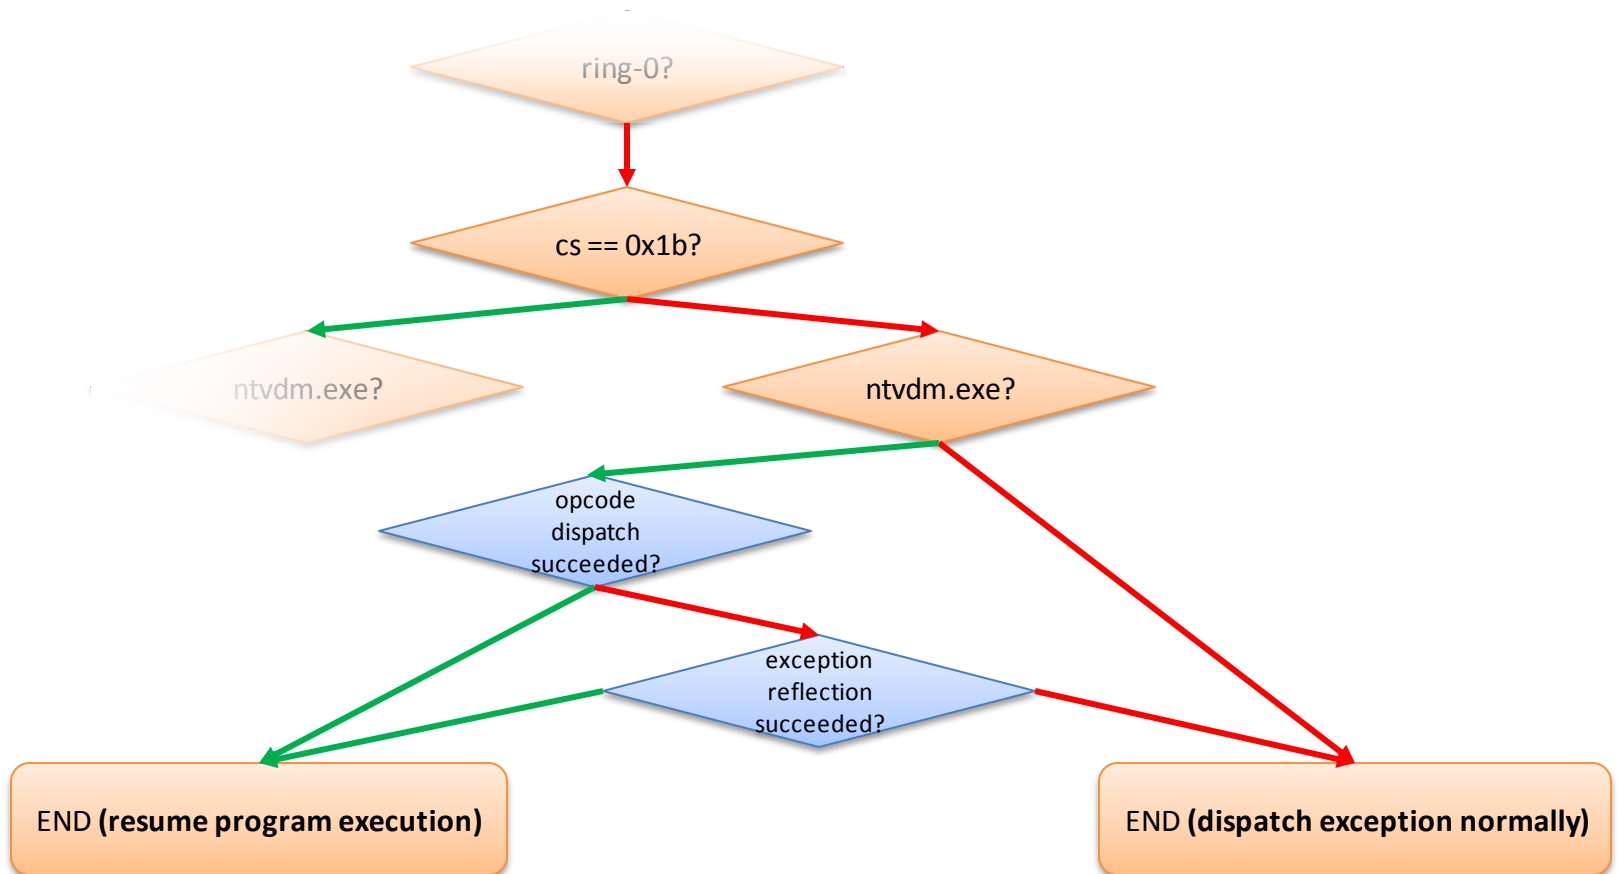 ring-0?
cs == 0x1b?
ntvdm.exe?
ntvdm.exe?
opcode
dispatch
succeeded?
exception
reflection
succeeded?
END (resume program execution)
END (dispatch exception normally)